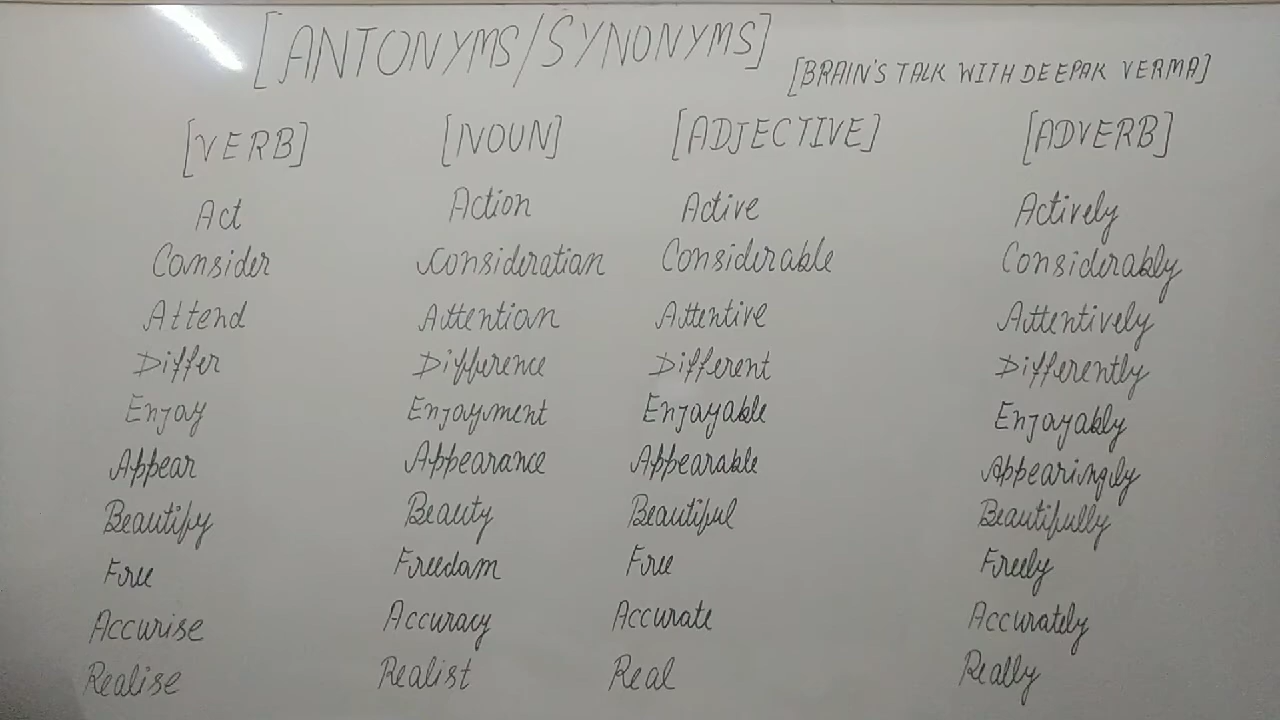 [ANTONYMS/SYNONYMS]
[BRAIN'S TALK WITH DEEPAK VERMA]
[VERB] [NOUN] [ADJECTIVE] [ADVERB]
Act Action Active Actively
Consider Consideration Considerable Considerably
Attend Attention Attentive Attentively
Differ Difference Different Differently
Enjoy Enjoyment Enjoyable Enjoyably
Appear Appearance Appearable Appearingly
Beautify Beauty Beautiful Beautifully
Free Freedom Free Freely
Accurise Accuracy Accurate Accurately
Realise Realist Real Really